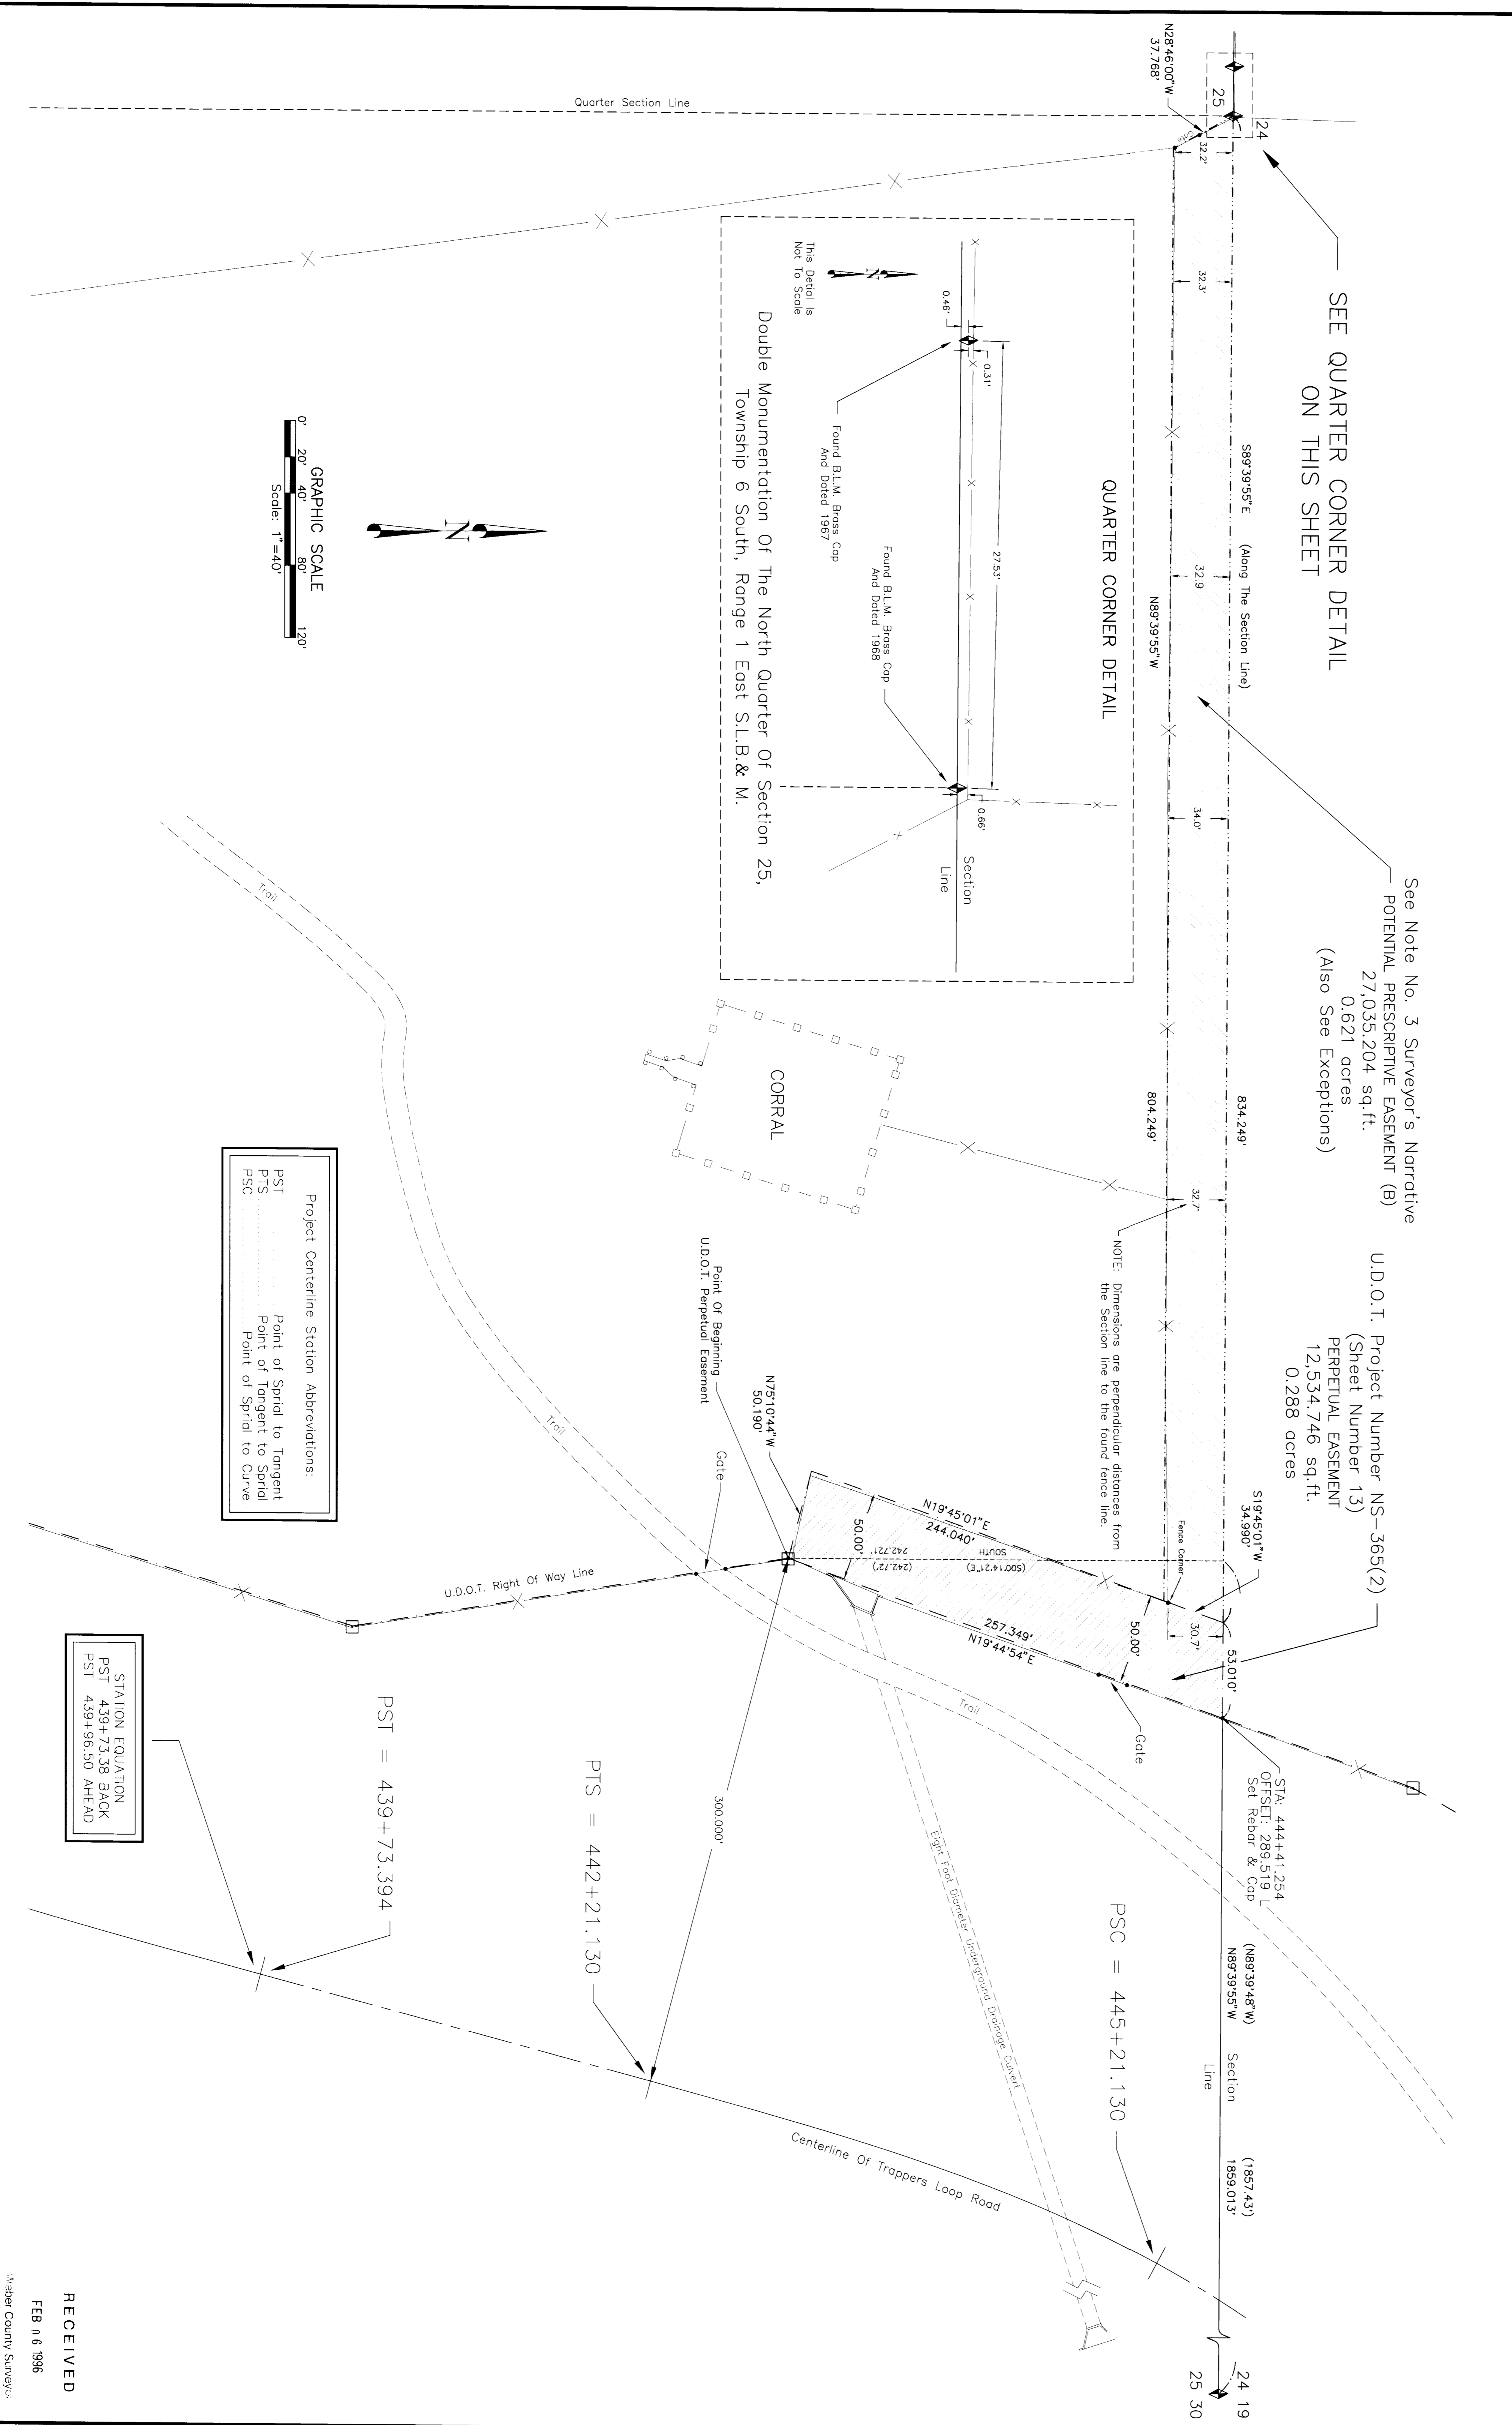 SEE QUARTER CORNER DETAIL
ON THIS SHEET
24
25
N28°46'00"W
37.768'
Gate
Quarter Section Line
32.2'
32.3'
32.9
34.0'
32.7'
S89°39'55"E (Along The Section Line)
834.249'
N89°39'55"W
804.249'
See Note No. 3 Surveyor's Narrative
POTENTIAL PRESCRIPTIVE EASEMENT (B)
27,035.204 sq.ft.
0.621 acres
(Also See Exceptions)
U.D.O.T. Project Number NS-365(2)
(Sheet Number 13)
PERPETUAL EASEMENT
12,534.746 sq.ft.
0.288 acres
QUARTER CORNER DETAIL
27.53'
0.46'
0.31'
0.66'
Section
Line
Found B.L.M. Brass Cap
And Dated 1968
Found B.L.M. Brass Cap
And Dated 1967
N
This Detial Is
Not To Scale
Double Monumentation Of The North Quarter Of Section 25,
Township 6 South, Range 1 East S.L.B.& M.
N
GRAPHIC SCALE
0' 20' 40' 80' 120'
Scale: 1"=40'
CORRAL
NOTE: Dimensions are perpendicular distances from
the Section line to the found fence line.
Fence Corner
S19°45'01"W
34.990'
30.7'
53.010'
50.00'
N19°45'01"E
244.040'
SOUTH
242.721'
(S00°14'21"E)
(242.72')
50.00'
257.349'
N19°44'54"E
N75°10'44"W
50.190'
Point Of Beginning
U.D.O.T. Perpetual Easement
Gate
Gate
Trail
Trail
Trail
U.D.O.T. Right Of Way Line
STA: 444+41.254
OFFSET: 289.519 L
Set Rebar & Cap
(N89°39'48"W)
N89°39'55"W
Section
Line
(1857.43')
1859.013'
24 19
25 30
PSC = 445+21.130
Eight Foot Diameter Underground Drainage Culvert
300.000'
PTS = 442+21.130
PST = 439+73.394
Centerline Of Trappers Loop Road
Project Centerline Station Abbreviations:
PST Point of Sprial to Tangent
PTS Point of Tangent to Sprial
PSC Point of Sprial to Curve
STATION EQUATION
PST 439+73.38 BACK
PST 439+96.50 AHEAD
RECEIVED
FEB 06 1996
County Surveyor